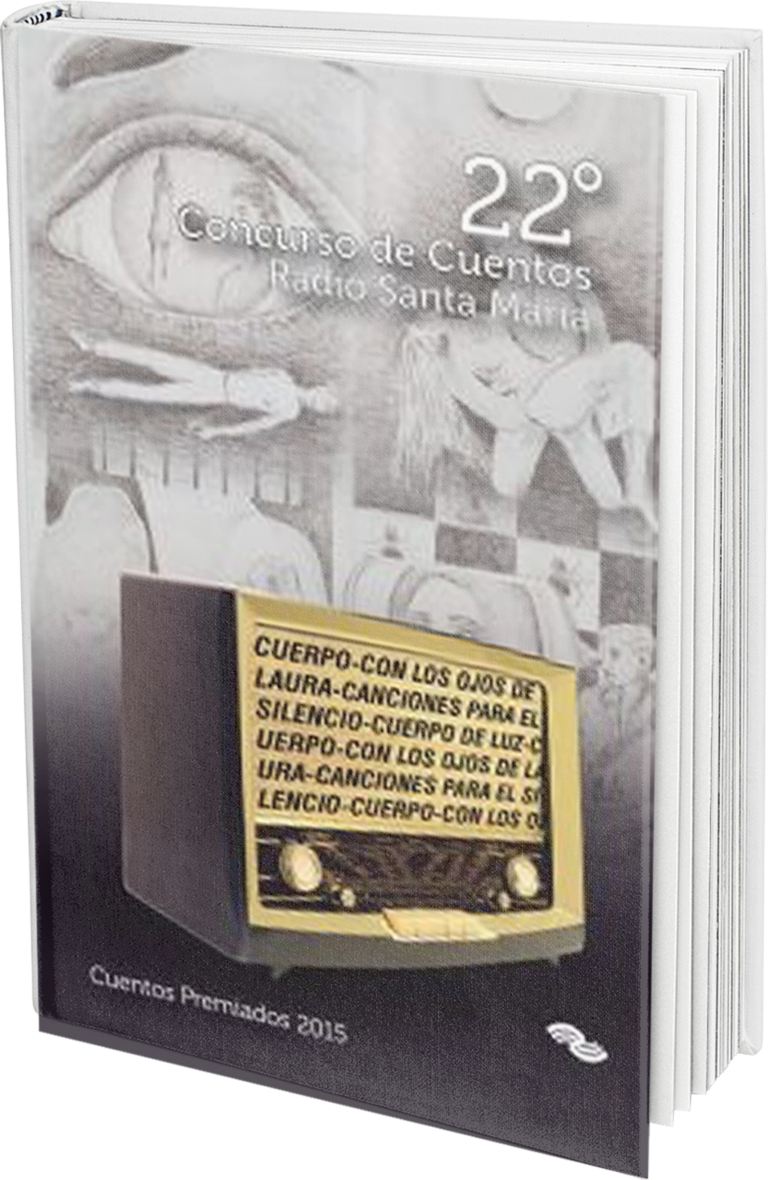 22°
Concurso de Cuentos
Radio Santa María
CUERPO-CON LOS OJOS DE
LAURA-CANCIONES PARA EL
SILENCIO-CUERPO DE LUZ-C
UERPO-CON LOS OJOS DE LA
URA-CANCIONES PARA EL SI
LENCIO-CUERPO-CON LOS O
Cuentos Premiados 2015